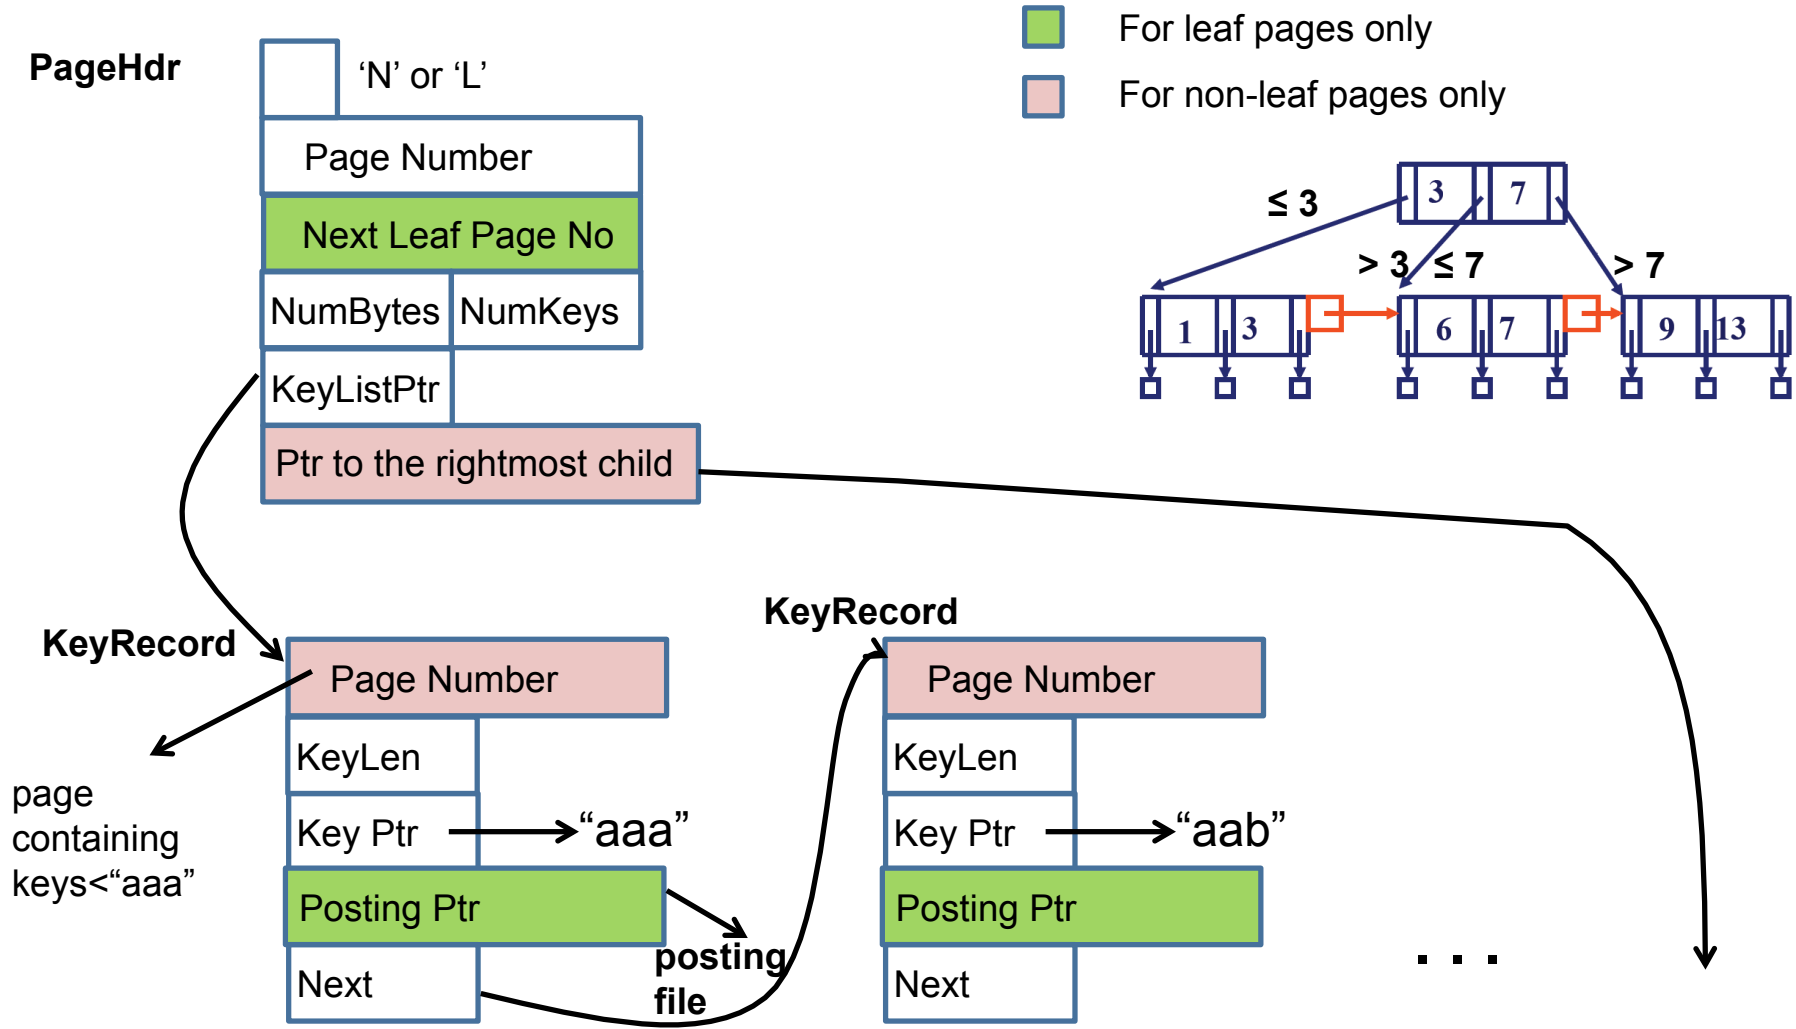 PageHdr
‘N’ or ‘L’
Page Number
Next Leaf Page No
NumBytes
NumKeys
KeyListPtr
Ptr to the rightmost child
For leaf pages only
For non-leaf pages only
3
7
≤ 3
> 3
≤ 7
> 7
1
3
6
7
9
13
KeyRecord
Page Number
KeyLen
Key Ptr
“aaa”
Posting Ptr
Next
page
containing
keys<“aaa”
posting
file
KeyRecord
Page Number
KeyLen
Key Ptr
“aab”
Posting Ptr
Next
. . .